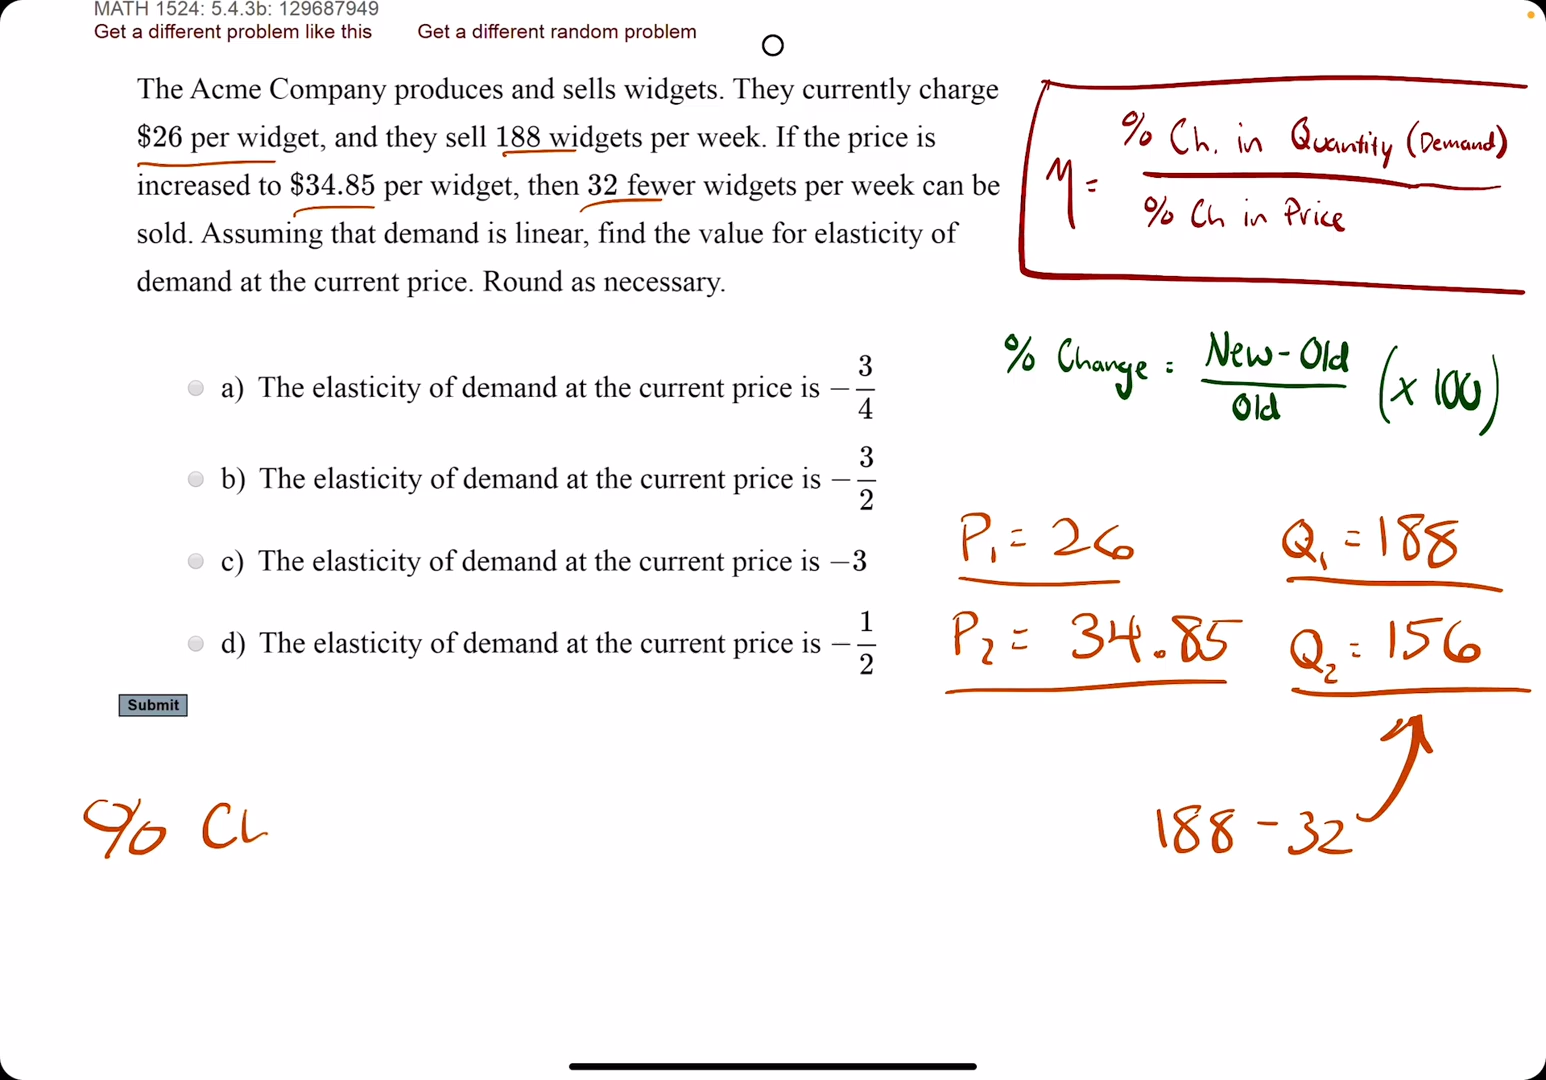 MATH 1524: 5.4.3b: 129687949
Get a different problem like this Get a different random problem
The Acme Company produces and sells widgets. They currently charge
$26 per widget, and they sell 188 widgets per week. If the price is
increased to $34.85 per widget, then 32 fewer widgets per week can be
sold. Assuming that demand is linear, find the value for elasticity of
demand at the current price. Round as necessary.
η = % Ch. in Quantity (Demand) / % Ch in Price
% Change = New - Old / Old (x 100)
a) The elasticity of demand at the current price is −3/4
b) The elasticity of demand at the current price is −3/2
c) The elasticity of demand at the current price is −3
d) The elasticity of demand at the current price is −1/2
Submit
P₁ = 26 Q₁ = 188
P₂ = 34.85 Q₂ = 156
188 - 32
% Ch